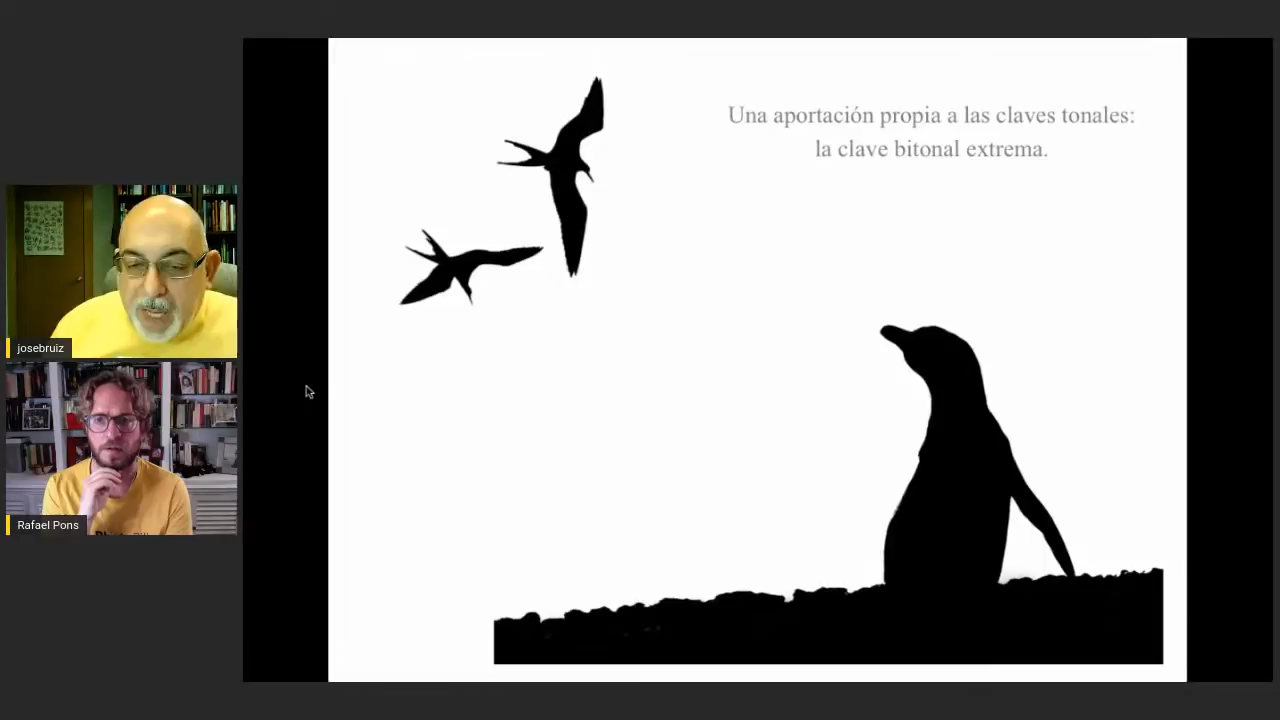 Una aportación propia a las claves tonales:
la clave bitonal extrema.
josebruiz
Rafael Pons